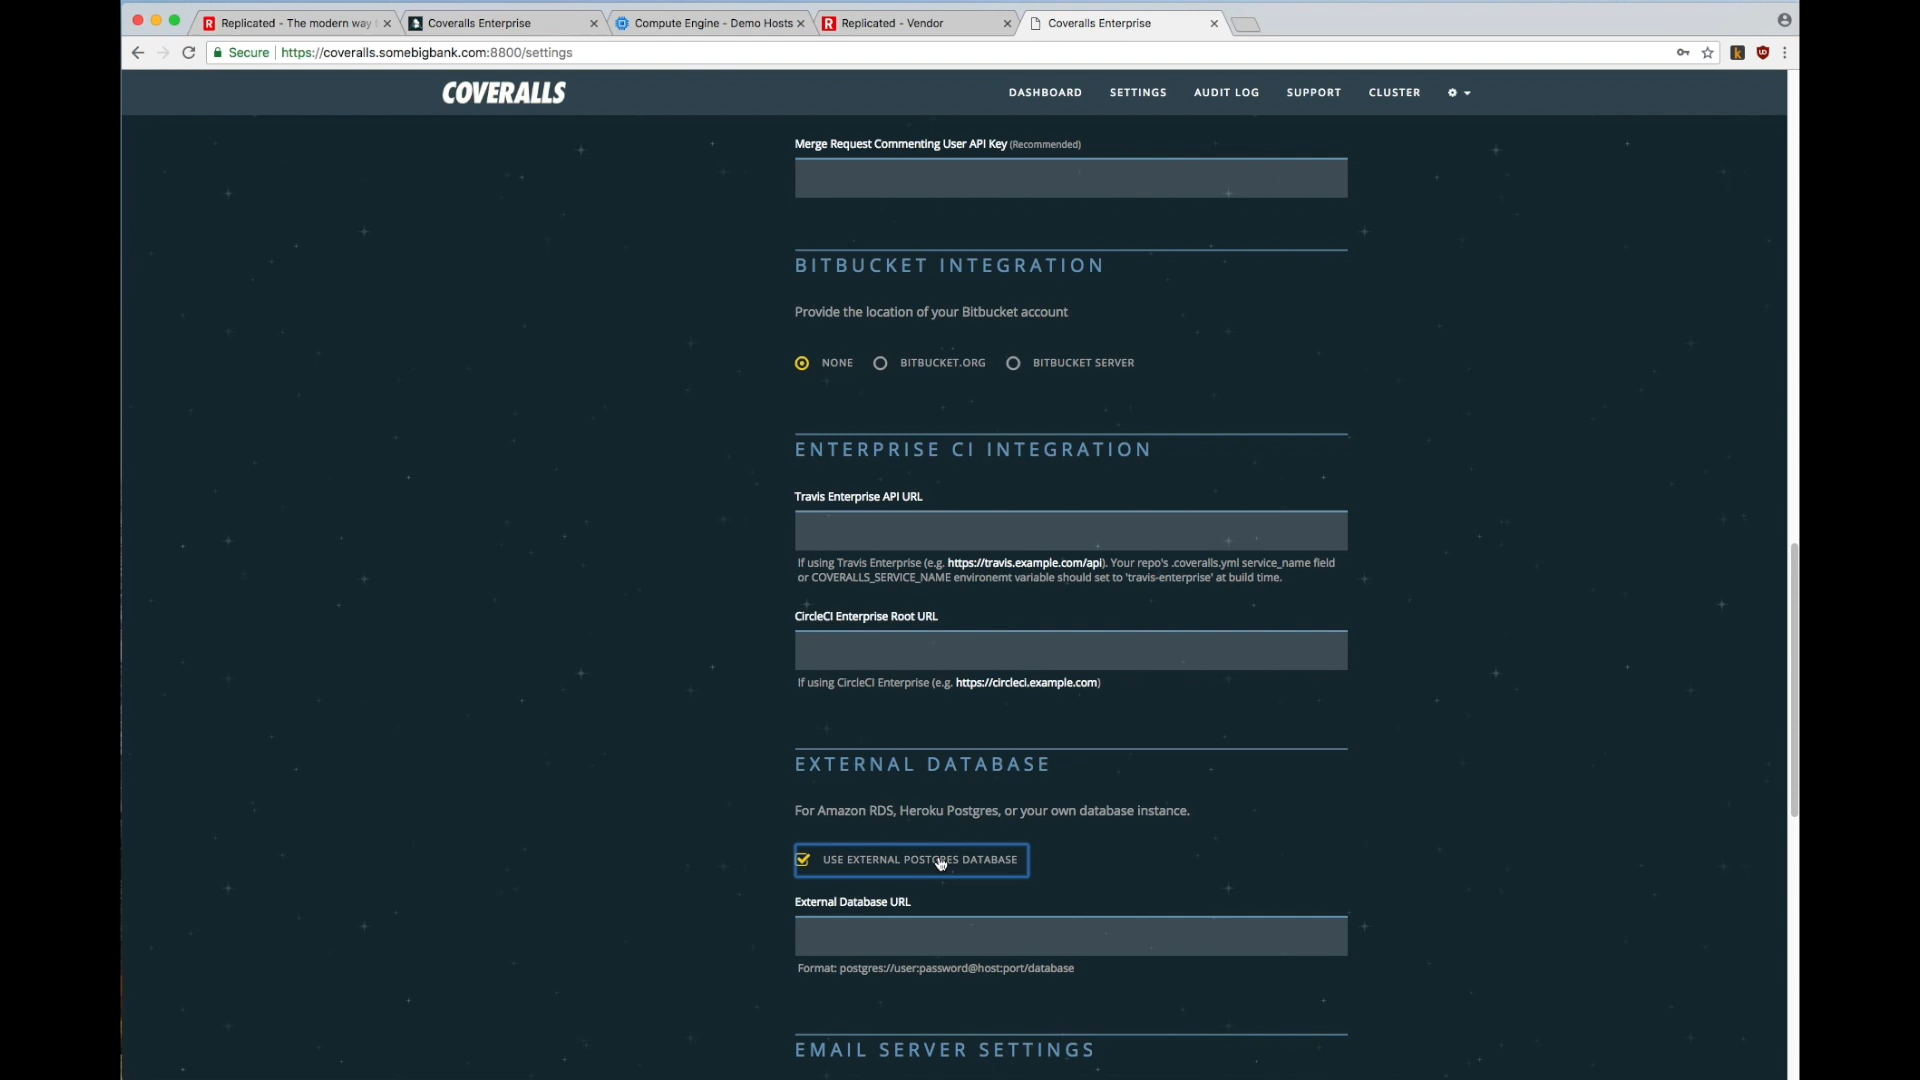 Replicated - The modern way t
Coveralls Enterprise
Compute Engine - Demo Hosts
Replicated - Vendor
Coveralls Enterprise
Secure
https://coveralls.somebigbank.com:8800/settings
COVERALLS
DASHBOARD
SETTINGS
AUDIT LOG
SUPPORT
CLUSTER
Merge Request Commenting User API Key (Recommended)
BITBUCKET INTEGRATION
Provide the location of your Bitbucket account
NONE
BITBUCKET.ORG
BITBUCKET SERVER
ENTERPRISE CI INTEGRATION
Travis Enterprise API URL
If using Travis Enterprise (e.g. https://travis.example.com/api). Your repo's .coveralls.yml service_name field
or COVERALLS_SERVICE_NAME environemt variable should set to 'travis-enterprise' at build time.
CircleCI Enterprise Root URL
If using CircleCI Enterprise (e.g. https://circleci.example.com)
EXTERNAL DATABASE
For Amazon RDS, Heroku Postgres, or your own database instance.
USE EXTERNAL POSTGRES DATABASE
External Database URL
Format: postgres://user:password@host:port/database
EMAIL SERVER SETTINGS